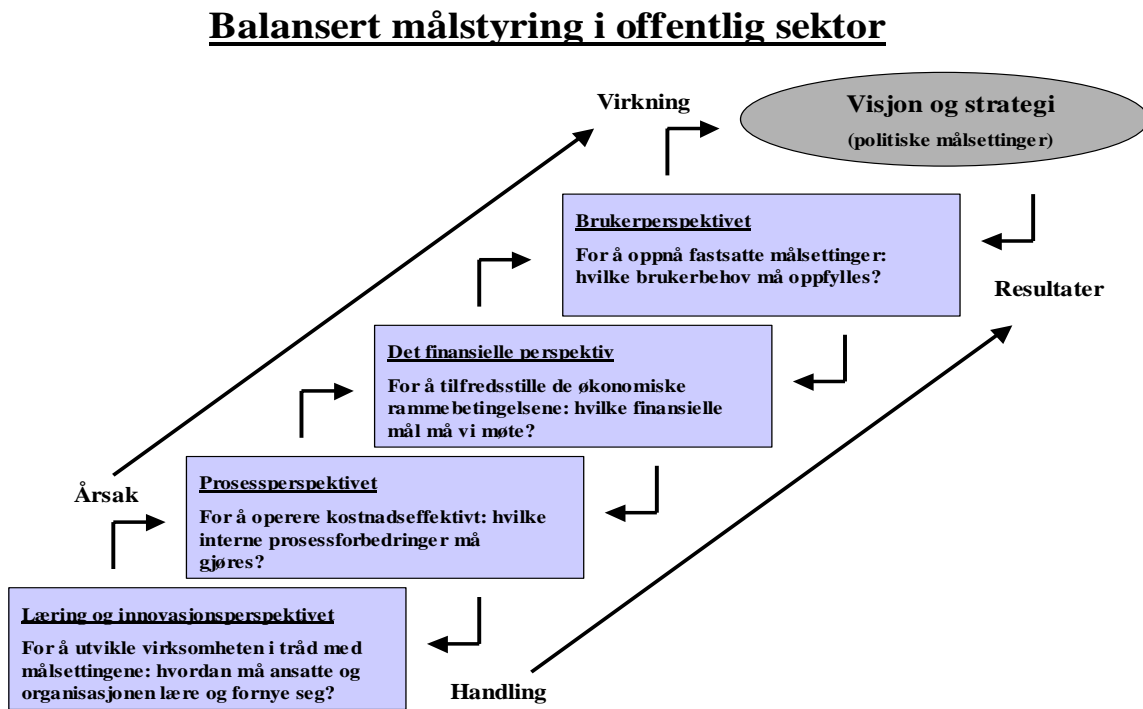 Balansert målstyring i offentlig sektor
Virkning
Visjon og strategi
(politiske målsettinger)
Brukerperspektivet
For å oppnå fastsatte målsettinger:
hvilke brukerbehov må oppfylles?
Resultater
Det finansielle perspektiv
For å tilfredsstille de økonomiske
rammebetingelsene: hvilke finansielle
mål må vi møte?
Årsak
Prosessperspektivet
For å operere kostnadseffektivt: hvilke
interne prosessforbedringer må
gjøres?
Læring og innovasjonsperspektivet
For å utvikle virksomheten i tråd med
målsettingene: hvordan må ansatte og
organisasjonen lære og fornye seg?
Handling